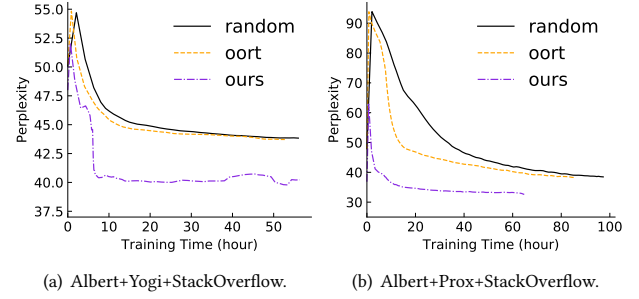 55.0
52.5
50.0
47.5
45.0
42.5
40.0
37.5
Perplexity
random
oort
ours
0 10 20 30 40 50
Training Time (hour)
(a) Albert+Yogi+StackOverflow.
90
80
70
60
50
40
30
Perplexity
random
oort
ours
0 20 40 60 80 100
Training Time (hour)
(b) Albert+Prox+StackOverflow.